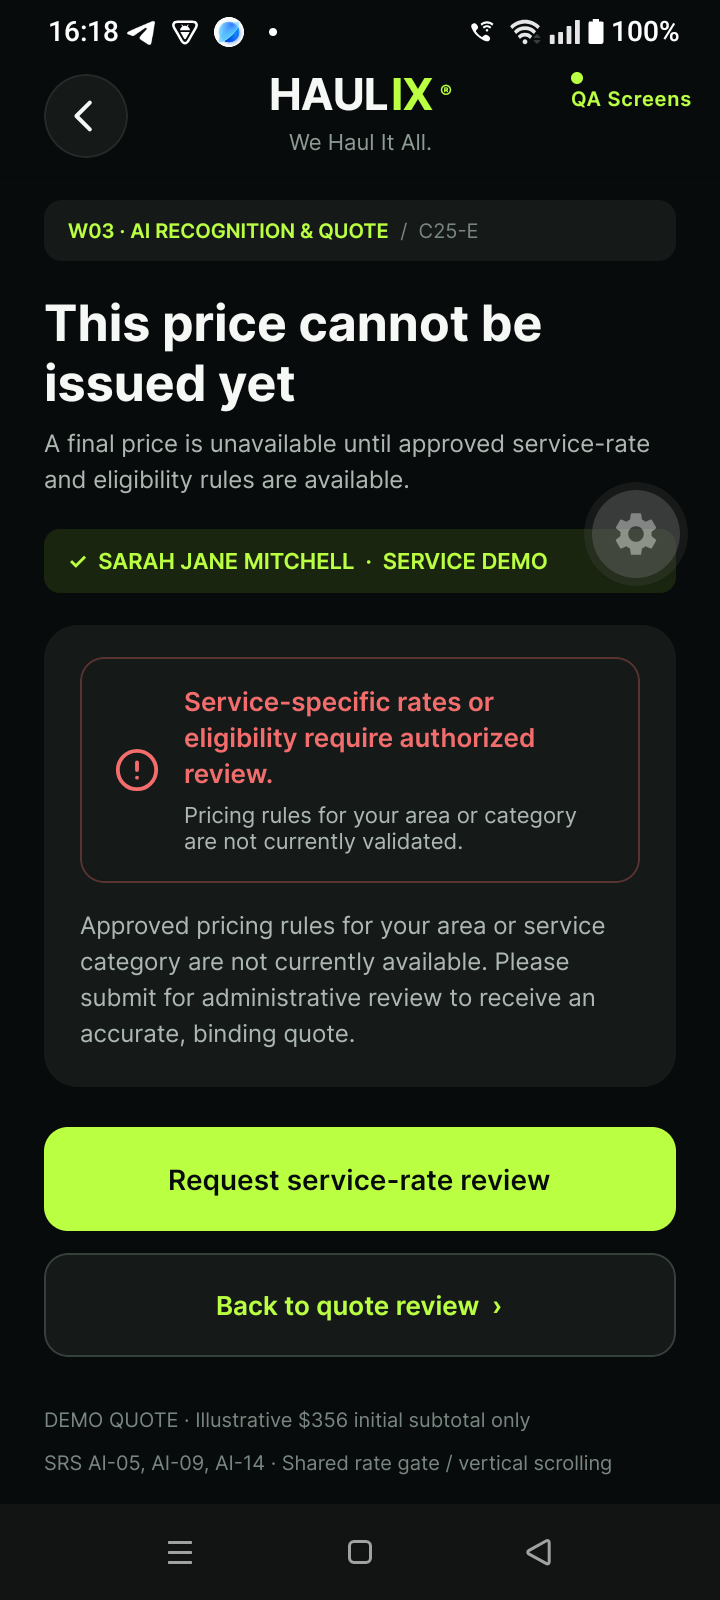 16:18
100%
HAULIX ®
QA Screens
We Haul It All.
W03 · AI RECOGNITION & QUOTE / C25-E
This price cannot be
issued yet
A final price is unavailable until approved service-rate
and eligibility rules are available.
✓ SARAH JANE MITCHELL · SERVICE DEMO
Service-specific rates or
eligibility require authorized
review.
Pricing rules for your area or category
are not currently validated.
Approved pricing rules for your area or service
category are not currently available. Please
submit for administrative review to receive an
accurate, binding quote.
Request service-rate review
Back to quote review ›
DEMO QUOTE · Illustrative $356 initial subtotal only
SRS AI-05, AI-09, AI-14 · Shared rate gate / vertical scrolling